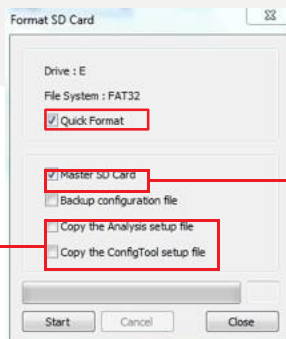 Format SD Card
Drive : E
File System : FAT32
Quick Format
Master SD Card
Backup configuration file
Copy the Analysis setup file
Copy the ConfigTool setup file
Start Cancel Close